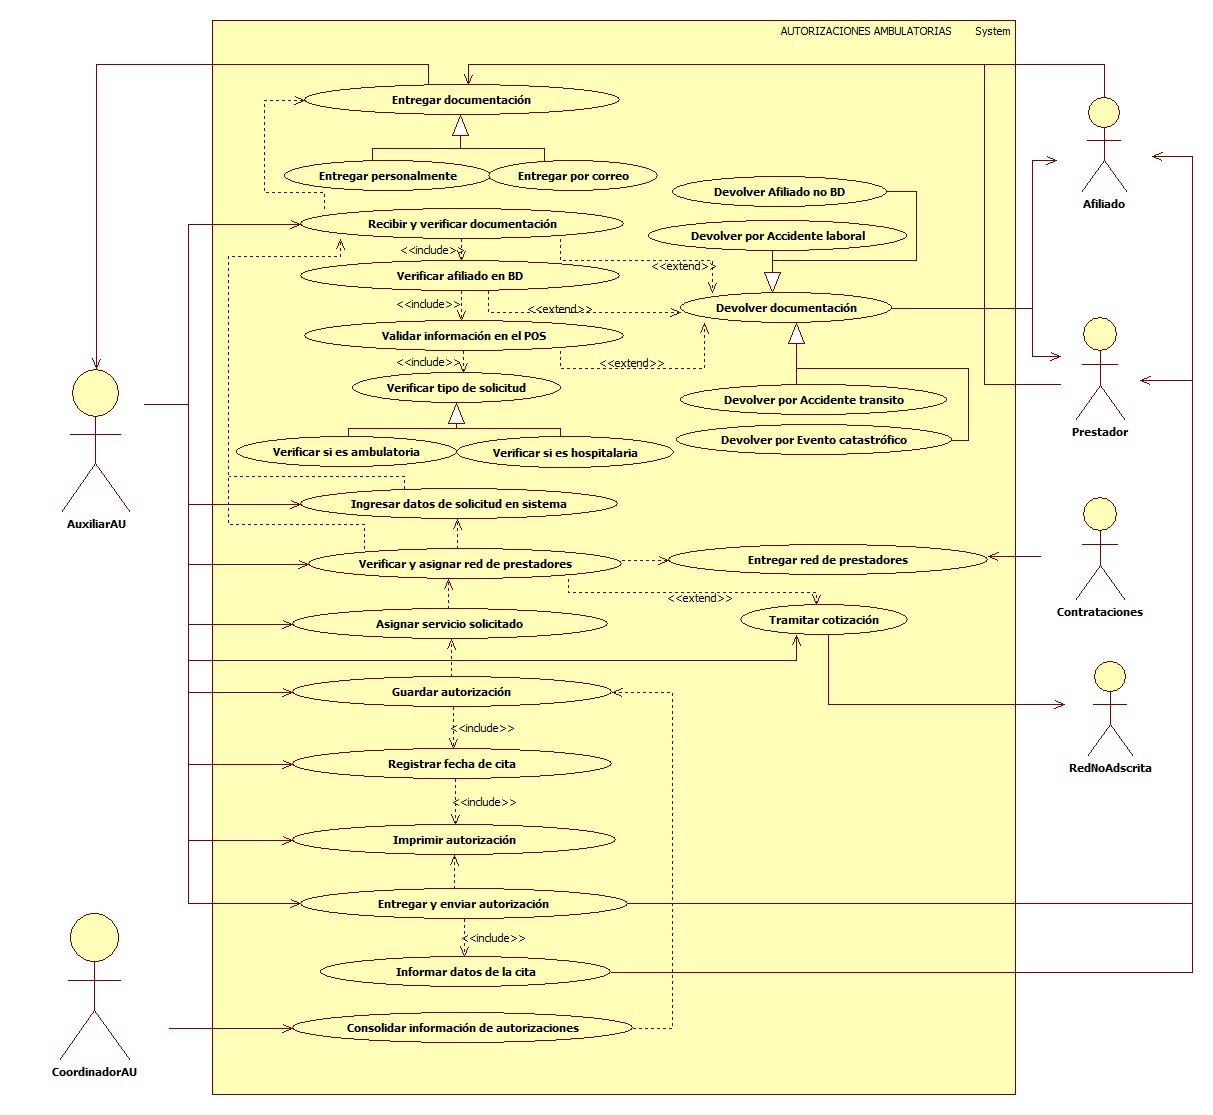 AUTORIZACIONES AMBULATORIAS System
Entregar documentación
Entregar personalmente
Entregar por correo
Devolver Afiliado no BD
Afiliado
Recibir y verificar documentación
Devolver por Accidente laboral
<<include>>
<<extend>>
Verificar afiliado en BD
<<include>>
<<extend>>
Devolver documentación
Validar información en el POS
<<include>>
<<extend>>
Verificar tipo de solicitud
Devolver por Accidente transito
Prestador
Verificar si es ambulatoria
Verificar si es hospitalaria
Devolver por Evento catastrófico
Ingresar datos de solicitud en sistema
AuxiliarAU
Verificar y asignar red de prestadores
Entregar red de prestadores
<<extend>>
Contrataciones
Asignar servicio solicitado
Tramitar cotización
Guardar autorización
<<include>>
Registrar fecha de cita
RedNoAdscrita
<<include>>
Imprimir autorización
Entregar y enviar autorización
<<include>>
Informar datos de la cita
Consolidar información de autorizaciones
CoordinadorAU